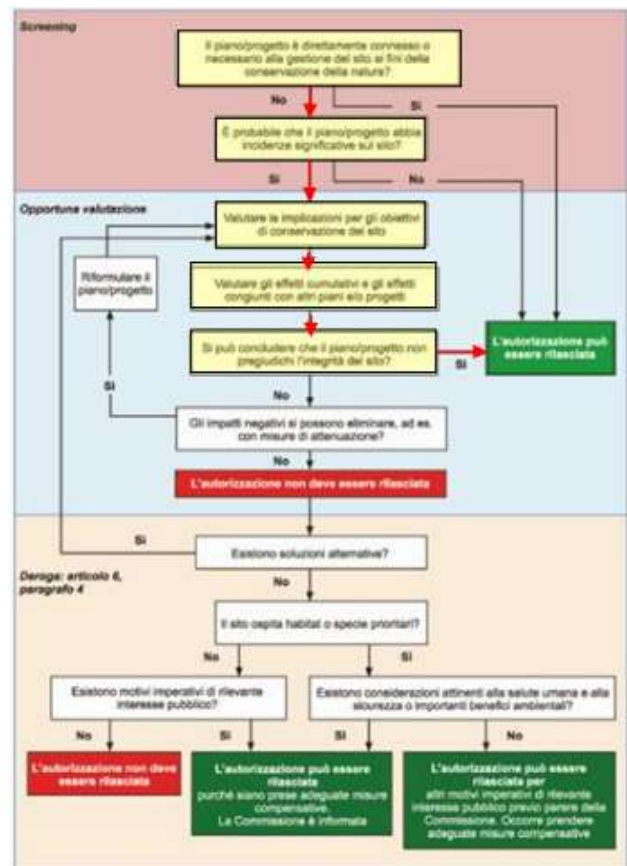 Screening
Il piano/progetto è direttamente connesso o
necessario alla gestione del sito ai fini della
conservazione della natura?
No
Sì
È probabile che il piano/progetto abbia
incidenze significative sul sito?
Sì
No
Opportuna valutazione
Valutare le implicazioni per gli obiettivi
di conservazione del sito
Riformulare il
piano/progetto
Valutare gli effetti cumulativi e gli effetti
congiunti con altri piani e/o progetti
Si può concludere che il piano/progetto non
pregiudichi l'integrità del sito?
Sì
L'autorizzazione può
essere rilasciata
No
Sì
Gli impatti negativi si possono eliminare, ad es.
con misure di attenuazione?
No
L'autorizzazione non deve essere rilasciata
Sì
Esistono soluzioni alternative?
Deroga: articolo 6,
paragrafo 4
No
Il sito ospita habitat o specie prioritari?
No
Sì
Esistono motivi imperativi di rilevante
interesse pubblico?
Esistono considerazioni attinenti alla salute umana e alla
sicurezza o importanti benefici ambientali?
No
Sì
Sì
No
L'autorizzazione non deve
essere rilasciata
L'autorizzazione può essere
rilasciata
purché siano prese adeguate misure
compensative.
La Commissione è informata
L'autorizzazione può essere
rilasciata per
altri motivi imperativi di rilevante
interesse pubblico previo parere della
Commissione. Occorre prendere
adeguate misure compensative